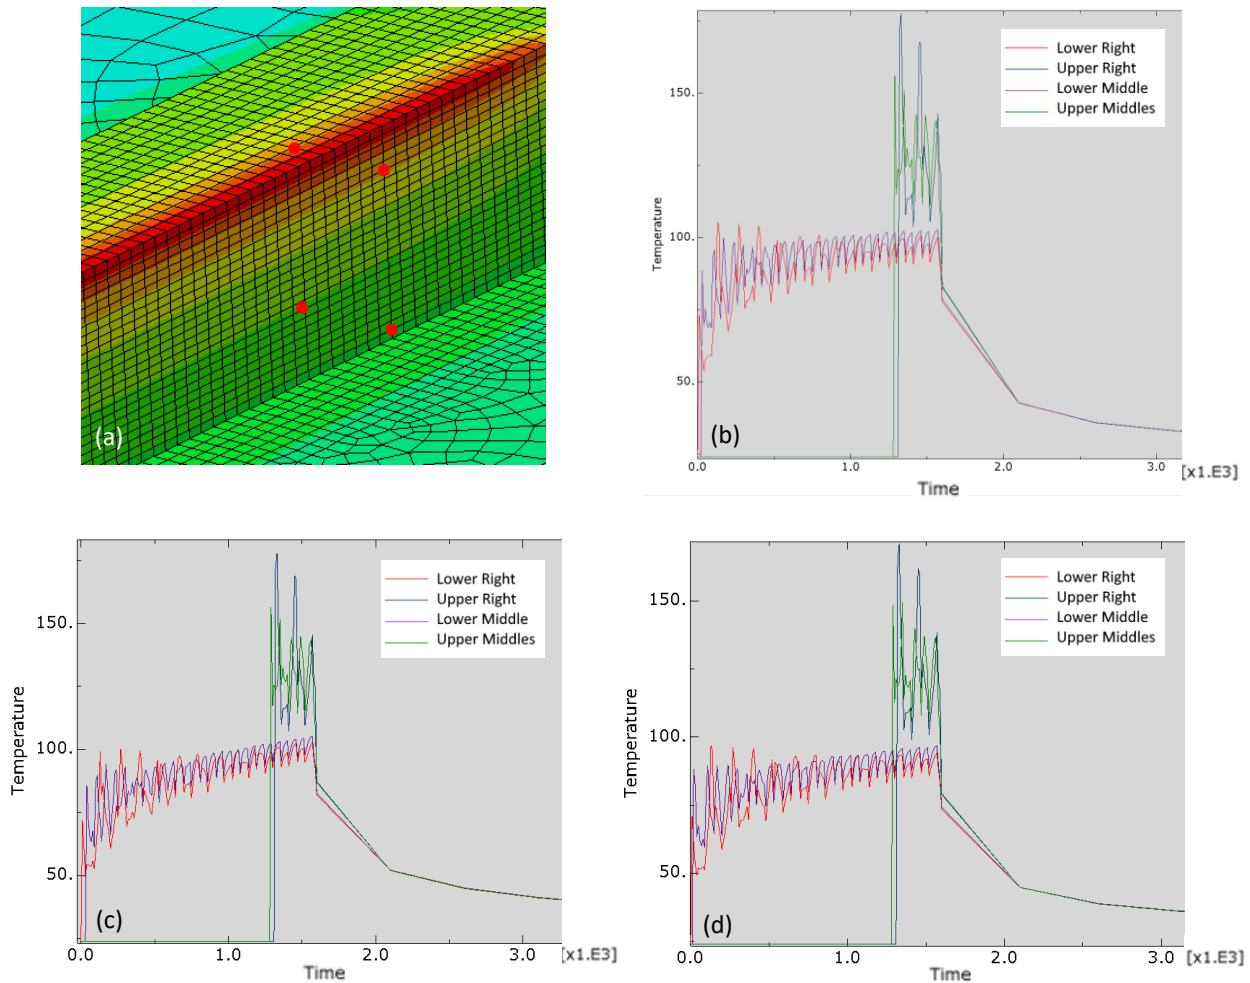 (a)
Lower Right
Upper Right
Lower Middle
Upper Middles
150.
100.
50.
Temperature
(b)
0.0 1.0 2.0 3.0 [x1.E3]
Time
Lower Right
Upper Right
Lower Middle
Upper Middles
150.
100.
50.
Temperature
(c)
0.0 1.0 2.0 3.0 [x1.E3]
Time
Lower Right
Upper Right
Lower Middle
Upper Middles
150.
100.
50.
Temperature
(d)
0.0 1.0 2.0 3.0 [x1.E3]
Time